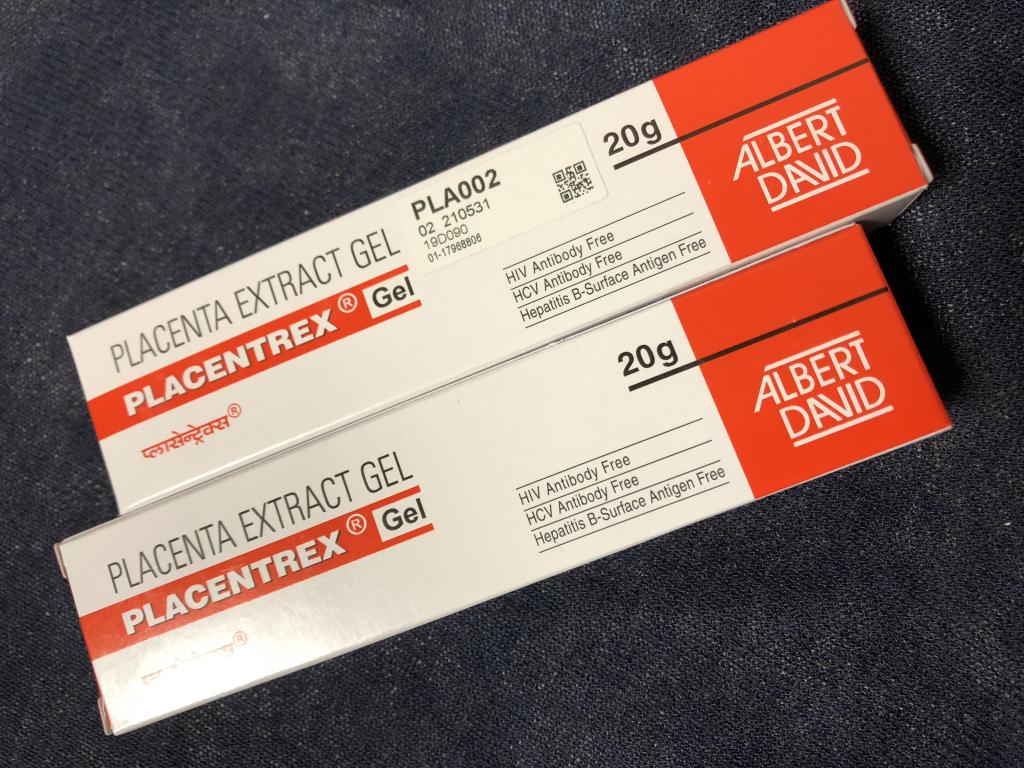 PLACENTA EXTRACT GEL
PLACENTREX® Gel
प्लासेन्ट्रेक्स®
PLA002
02 210531
19D090
01-17968806
20g
HIV Antibody Free
HCV Antibody Free
Hepatitis B-Surface Antigen Free
ALBERT
DAVID
PLACENTA EXTRACT GEL
PLACENTREX® Gel
20g
HIV Antibody Free
HCV Antibody Free
Hepatitis B-Surface Antigen Free
ALBERT
DAVID